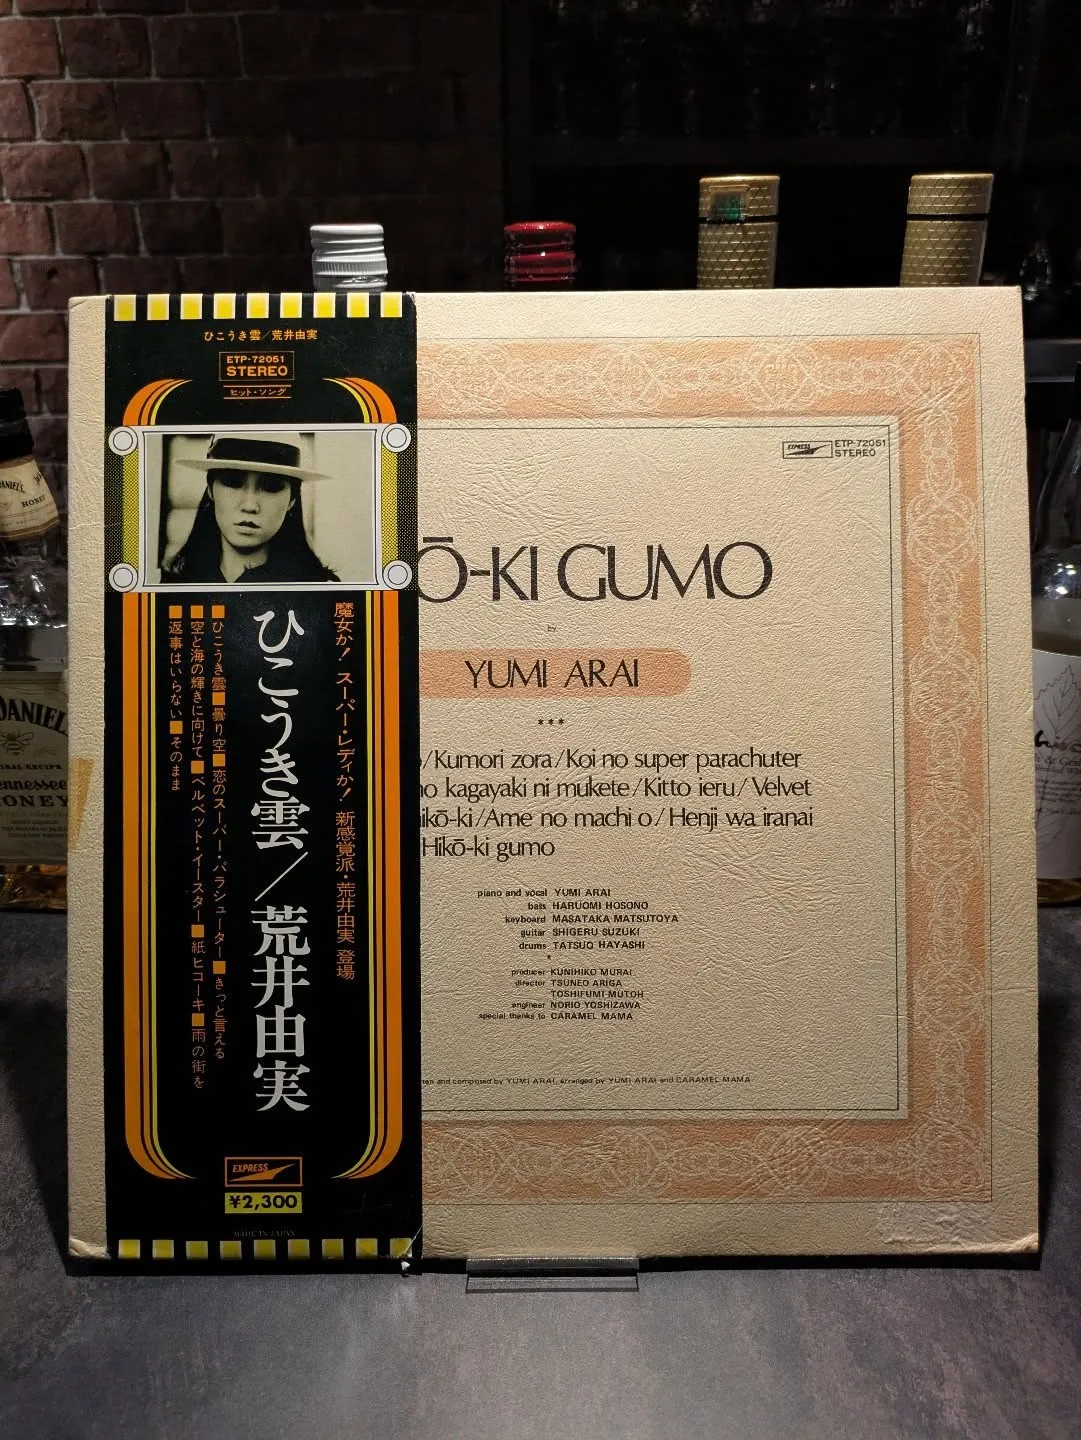 ひこうき雲/荒井由実
ETP-72051
STEREO
ヒット・ソング
魔女か! スーパー・レディか! 新感覚派・荒井由実 登場
ひこうき雲/荒井由実
■ひこうき雲■曇り空■恋のスーパー・パラシューター■きっと言える
■空と海の輝きに向けて■ベルベット・イースター■紙ヒコーキ■雨の街を
■返事はいらない■そのまま
EXPRESS
¥2,300
MADE IN JAPAN
EXPRESS
ETP-72051
STEREO
Ō-KI GUMO
by
YUMI ARAI
***
/Kumori zora/Koi no super parachuter
no kagayaki ni mukete/Kitto ieru/Velvet
ikō-ki/Ame no machi o/Henji wa iranai
Hikō-ki gumo
piano and vocal YUMI ARAI
bass HARUOMI HOSONO
keyboard MASATAKA MATSUTOYA
guitar SHIGERU SUZUKI
drums TATSUO HAYASHI
*
producer KUNIHIKO MURAI
director TSUNEO ARIGA
TOSHIFUMI MUTOH
engineer NORIO YOSHIZAWA
special thanks to CARAMEL MAMA
and composed by YUMI ARAI, arranged by YUMI ARAI and CARAMEL MAMA
DANIEL'S
HONEY
DANIEL
ennessee
ONEY